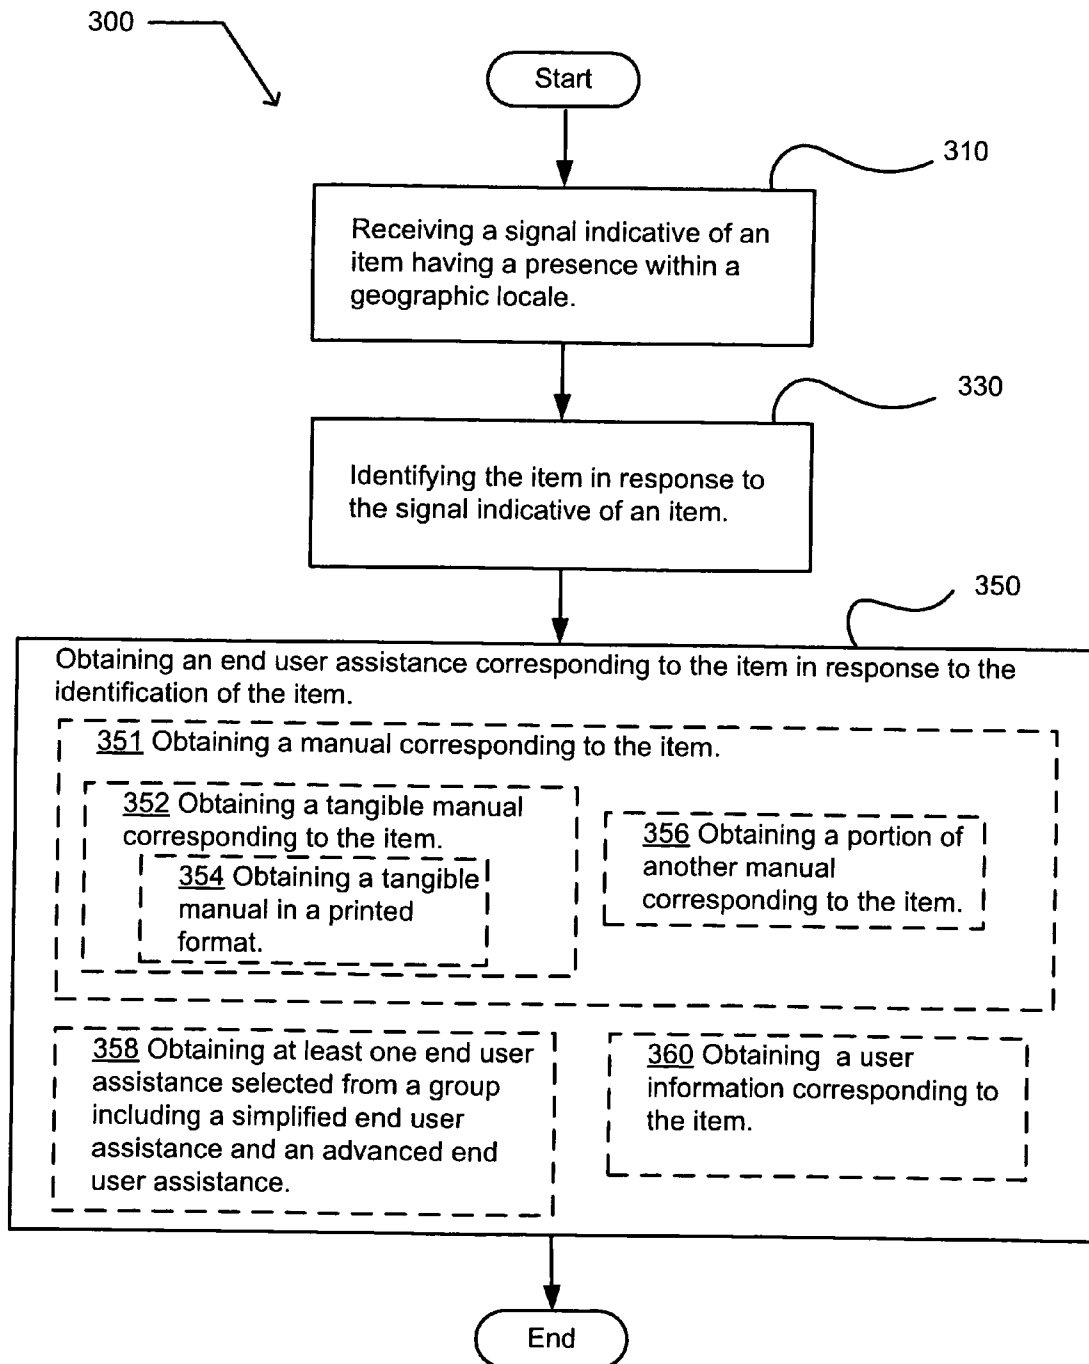 300
Start
310
Receiving a signal indicative of an
item having a presence within a
geographic locale.
330
Identifying the item in response to
the signal indicative of an item.
350
Obtaining an end user assistance corresponding to the item in response to the
identification of the item.
351 Obtaining a manual corresponding to the item.
352 Obtaining a tangible manual
corresponding to the item.
354 Obtaining a tangible
manual in a printed
format.
356 Obtaining a portion of
another manual
corresponding to the item.
358 Obtaining at least one end user
assistance selected from a group
including a simplified end user
assistance and an advanced end
user assistance.
360 Obtaining a user
information corresponding to
the item.
End